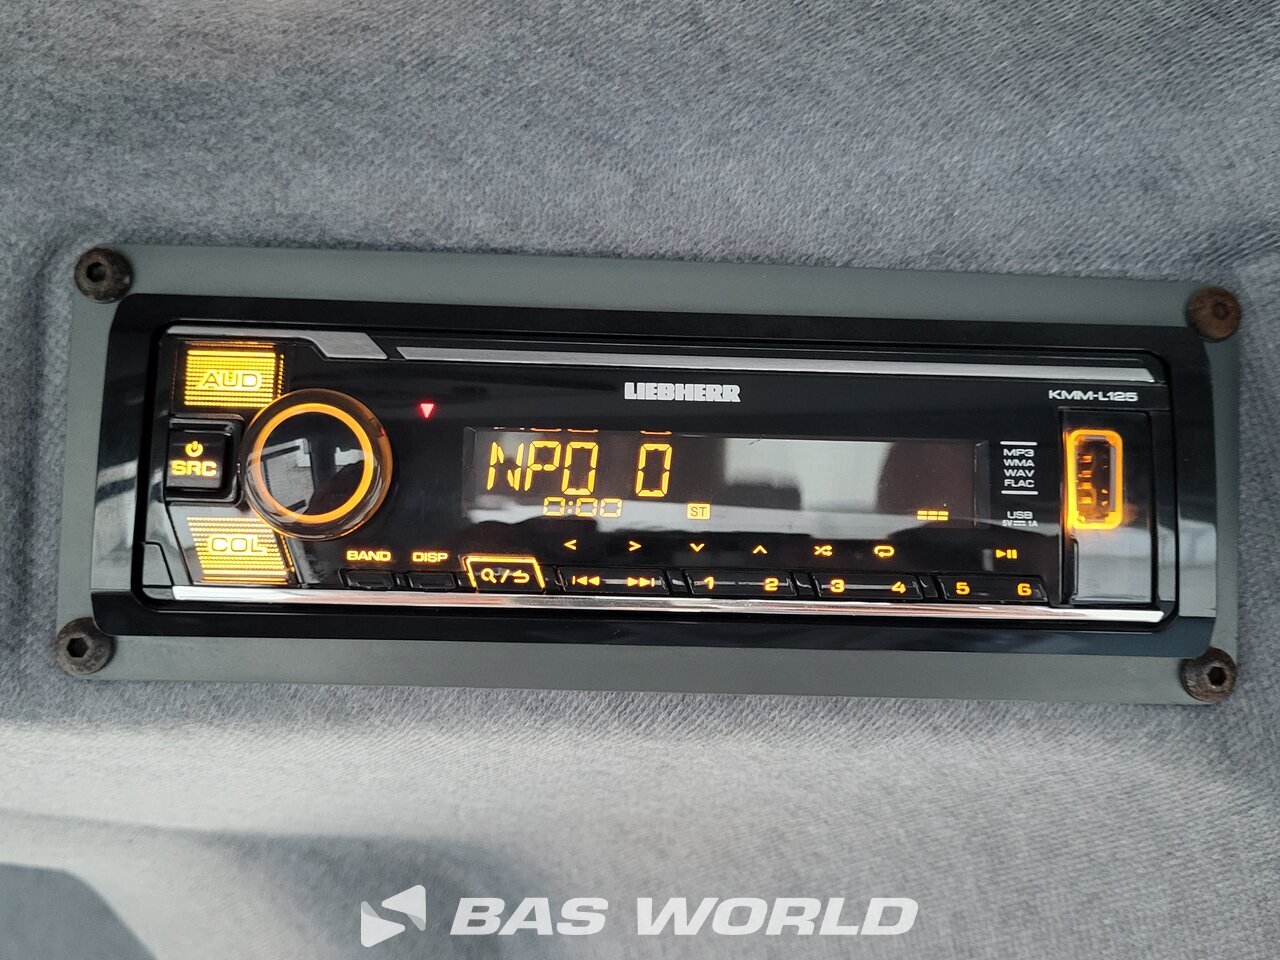 LIEBHERR
KMM-L125
AUD
SRC
COL
NPO 0
0:00
ST
MP3
WMA
WAV
FLAC
USB
5V 1A
BAND
DISP
1 2 3 4 5 6
BAS WORLD